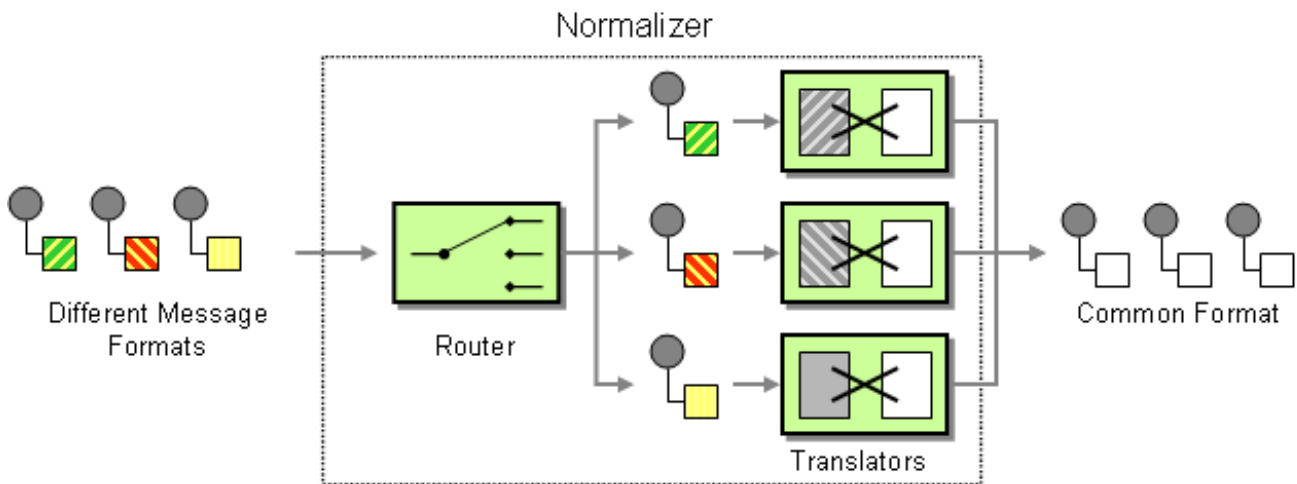 Normalizer
Different Message
Formats
Router
Translators
Common Format